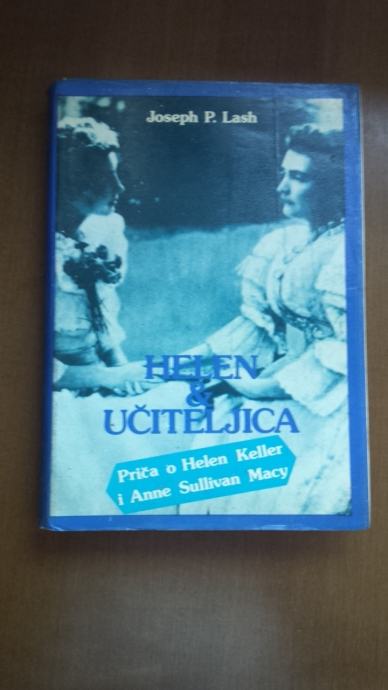 Joseph P. Lash
HELEN
&
UČITELJICA
Priča o Helen Keller
i Anne Sullivan Macy